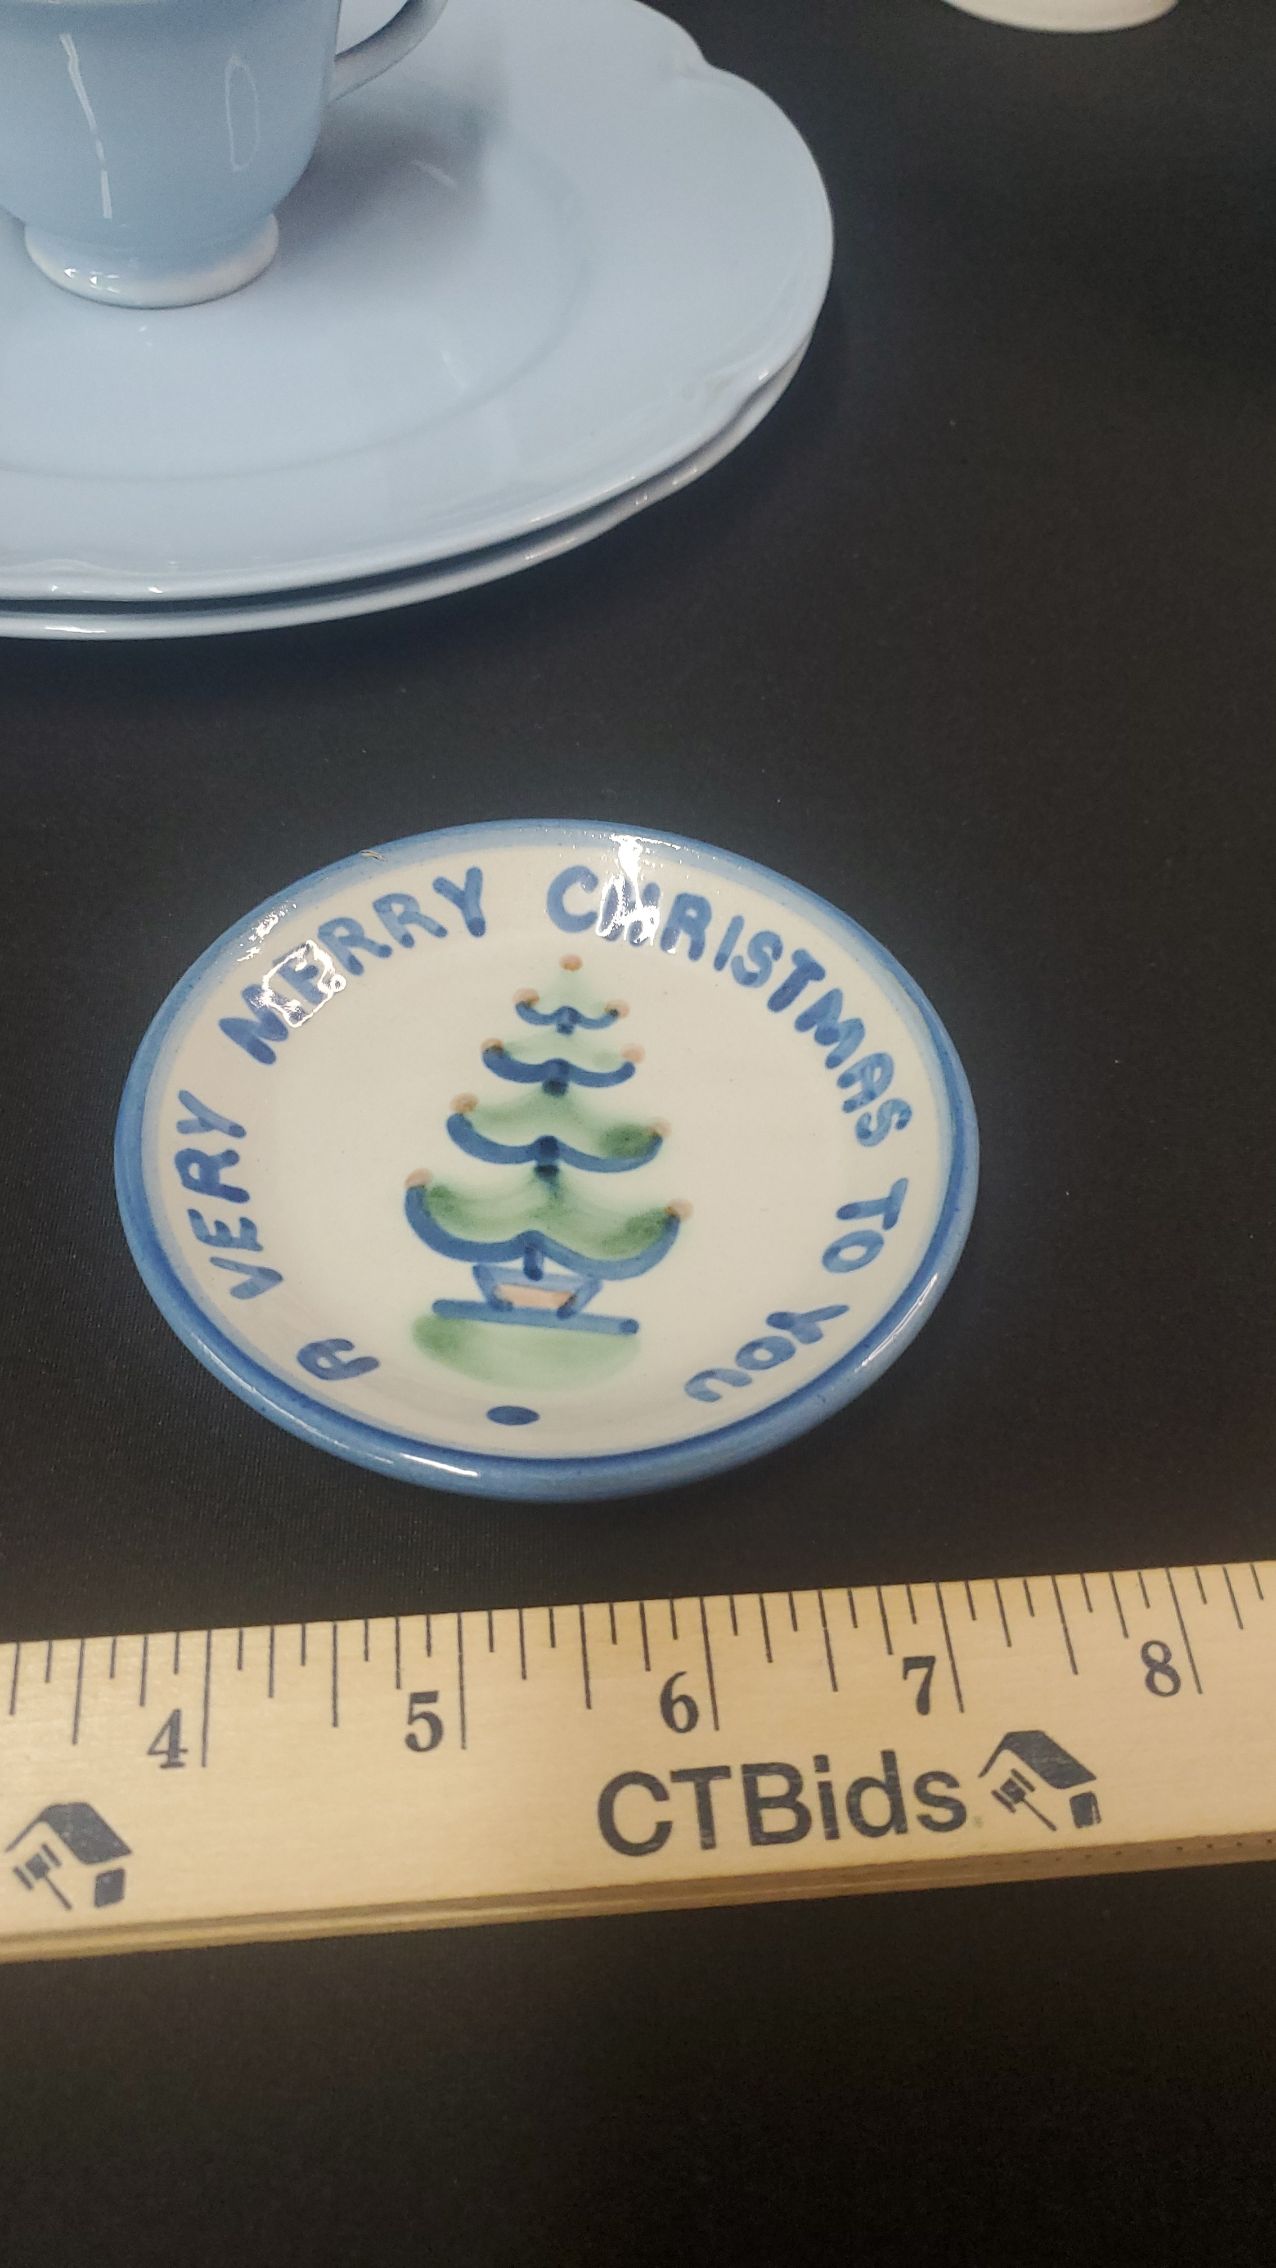 A VERY MERRY CHRISTMAS TO YOU
4 5 6 7 8
CTBids